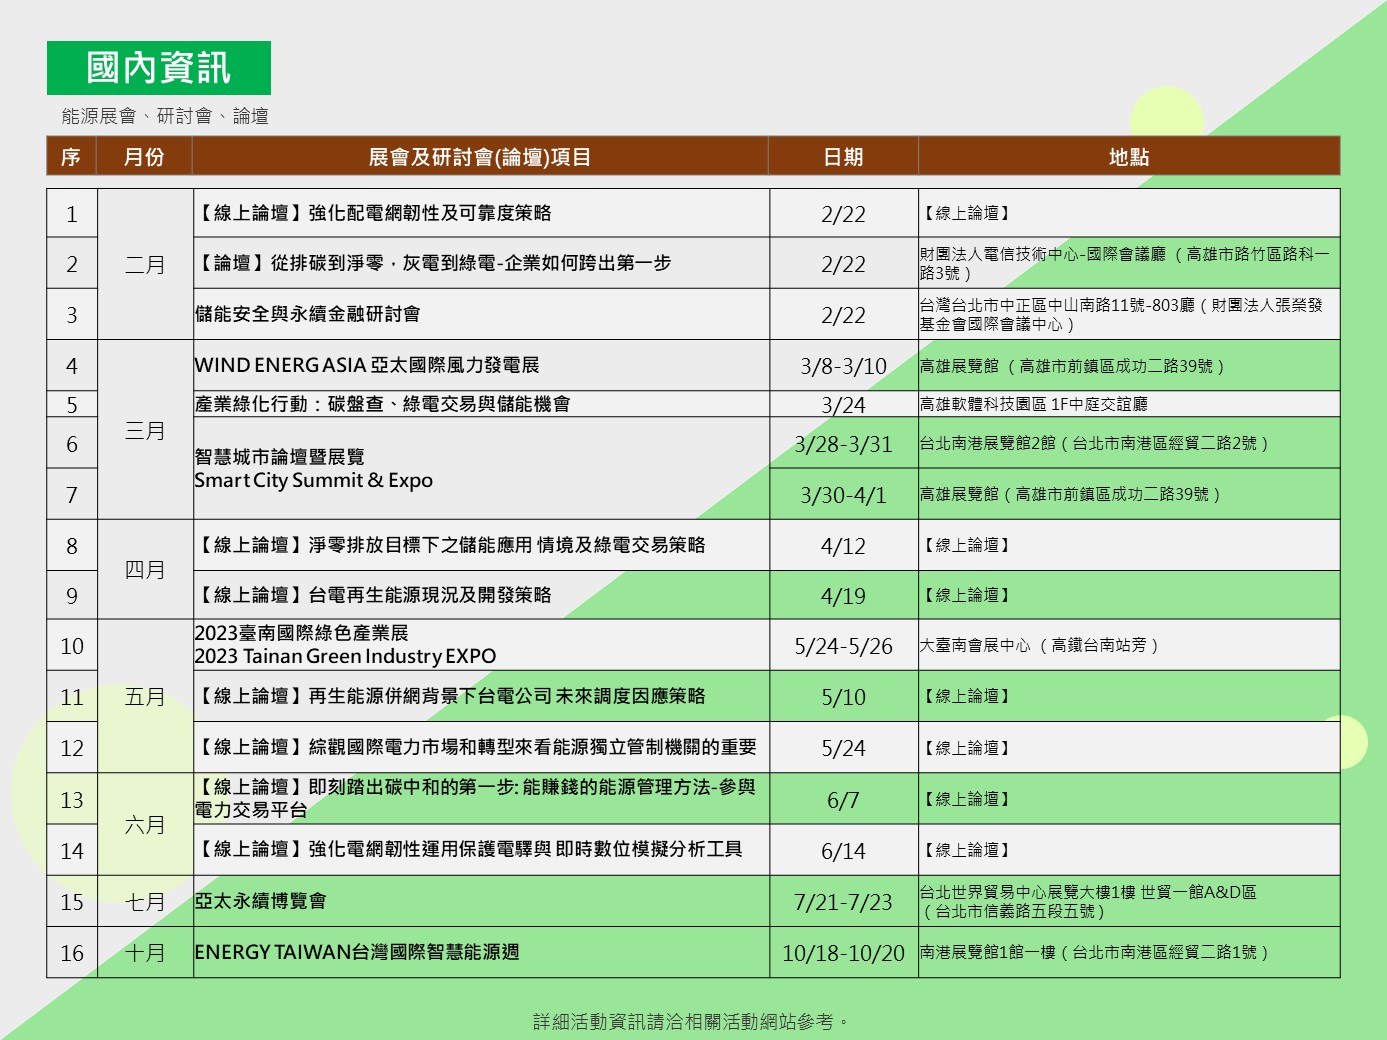 國內資訊
能源展會、研討會、論壇
序 月份 展會及研討會(論壇)項目 日期 地點
1 二月 【線上論壇】強化配電網韌性及可靠度策略 2/22 【線上論壇】
2 【論壇】從排碳到淨零，灰電到綠電-企業如何跨出第一步 2/22 財團法人電信技術中心-國際會議廳（高雄市路竹區路科一
路3號）
3 儲能安全與永續金融研討會 2/22 台灣台北市中正區中山南路11號-803廳（財團法人張榮發
基金會國際會議中心）
4 三月 WIND ENERG ASIA 亞太國際風力發電展 3/8-3/10 高雄展覽館 （高雄市前鎮區成功二路39號）
5 產業綠化行動：碳盤查、綠電交易與儲能機會 3/24 高雄軟體科技園區 1F中庭交誼廳
6 智慧城市論壇暨展覽 3/28-3/31 台北南港展覽館2館（台北市南港區經貿二路2號）
Smart City Summit & Expo
7 3/30-4/1 高雄展覽館（高雄市前鎮區成功二路39號）
8 四月 【線上論壇】淨零排放目標下之儲能應用 情境及綠電交易策略 4/12 【線上論壇】
9 【線上論壇】台電再生能源現況及開發策略 4/19 【線上論壇】
10 五月 2023臺南國際綠色產業展 5/24-5/26 大臺南會展中心 （高鐵台南站旁）
2023 Tainan Green Industry EXPO
11 【線上論壇】再生能源併網背景下台電公司 未來調度因應策略 5/10 【線上論壇】
12 【線上論壇】綜觀國際電力市場和轉型來看能源獨立管制機關的重要 5/24 【線上論壇】
13 六月 【線上論壇】即刻踏出碳中和的第一步: 能賺錢的能源管理方法-參與 6/7 【線上論壇】
電力交易平台
14 【線上論壇】強化電網韌性運用保護電驛與 即時數位模擬分析工具 6/14 【線上論壇】
15 七月 亞太永續博覽會 7/21-7/23 台北世界貿易中心展覽大樓1樓 世貿一館A&D區
（台北市信義路五段五號）
16 十月 ENERGY TAIWAN台灣國際智慧能源週 10/18-10/20 南港展覽館1館一樓（台北市南港區經貿二路1號）
詳細活動資訊請洽相關活動網站參考。